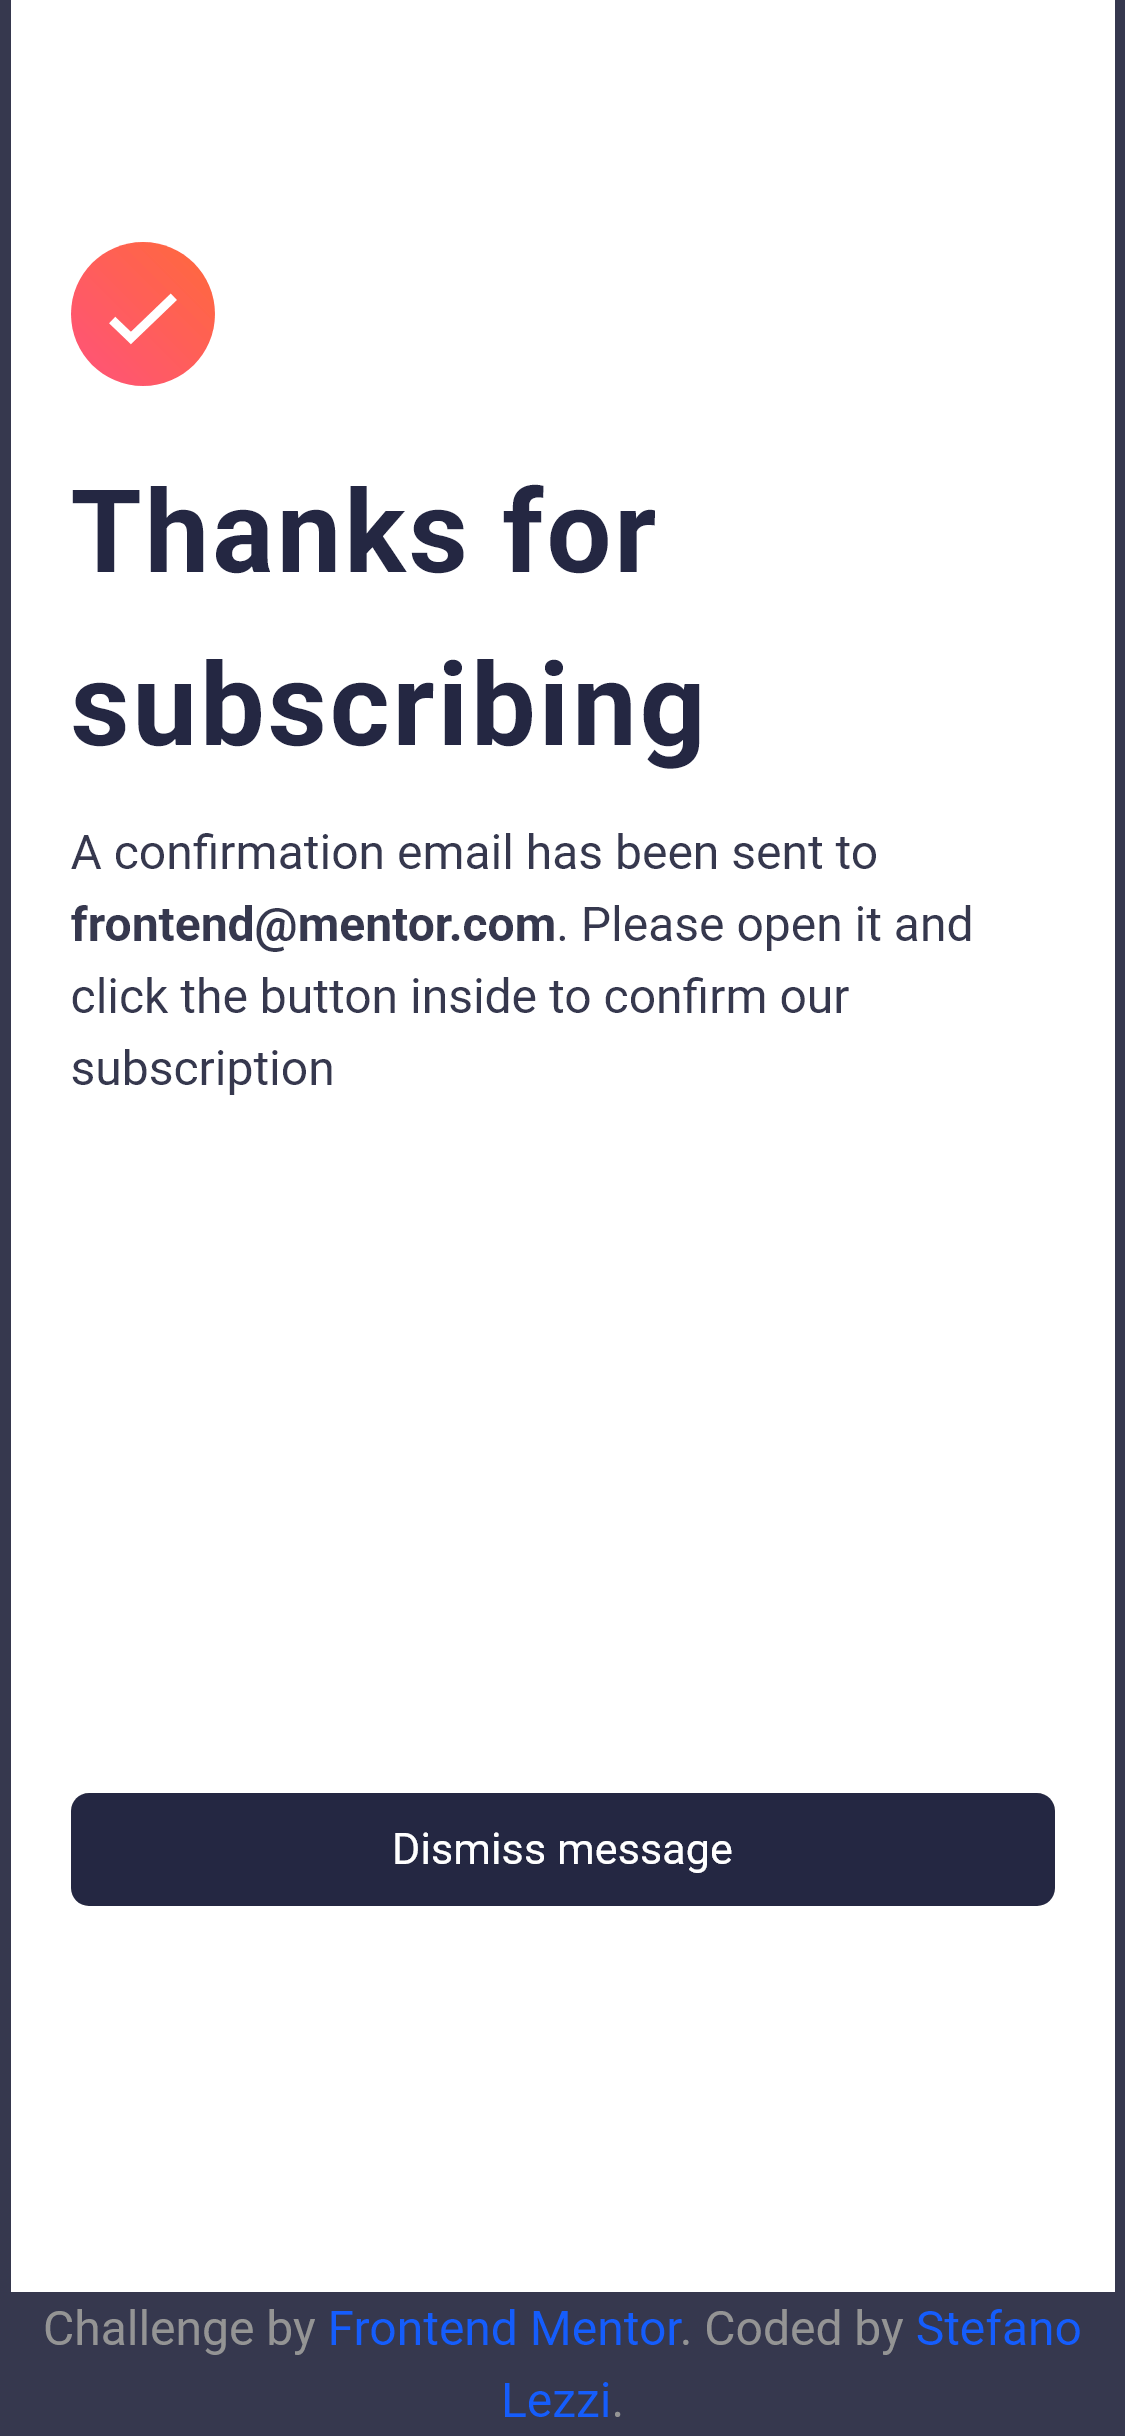 Thanks for
subscribing
A confirmation email has been sent to
frontend@mentor.com. Please open it and
click the button inside to confirm our
subscription
Dismiss message
Challenge by Frontend Mentor. Coded by Stefano
Lezzi.